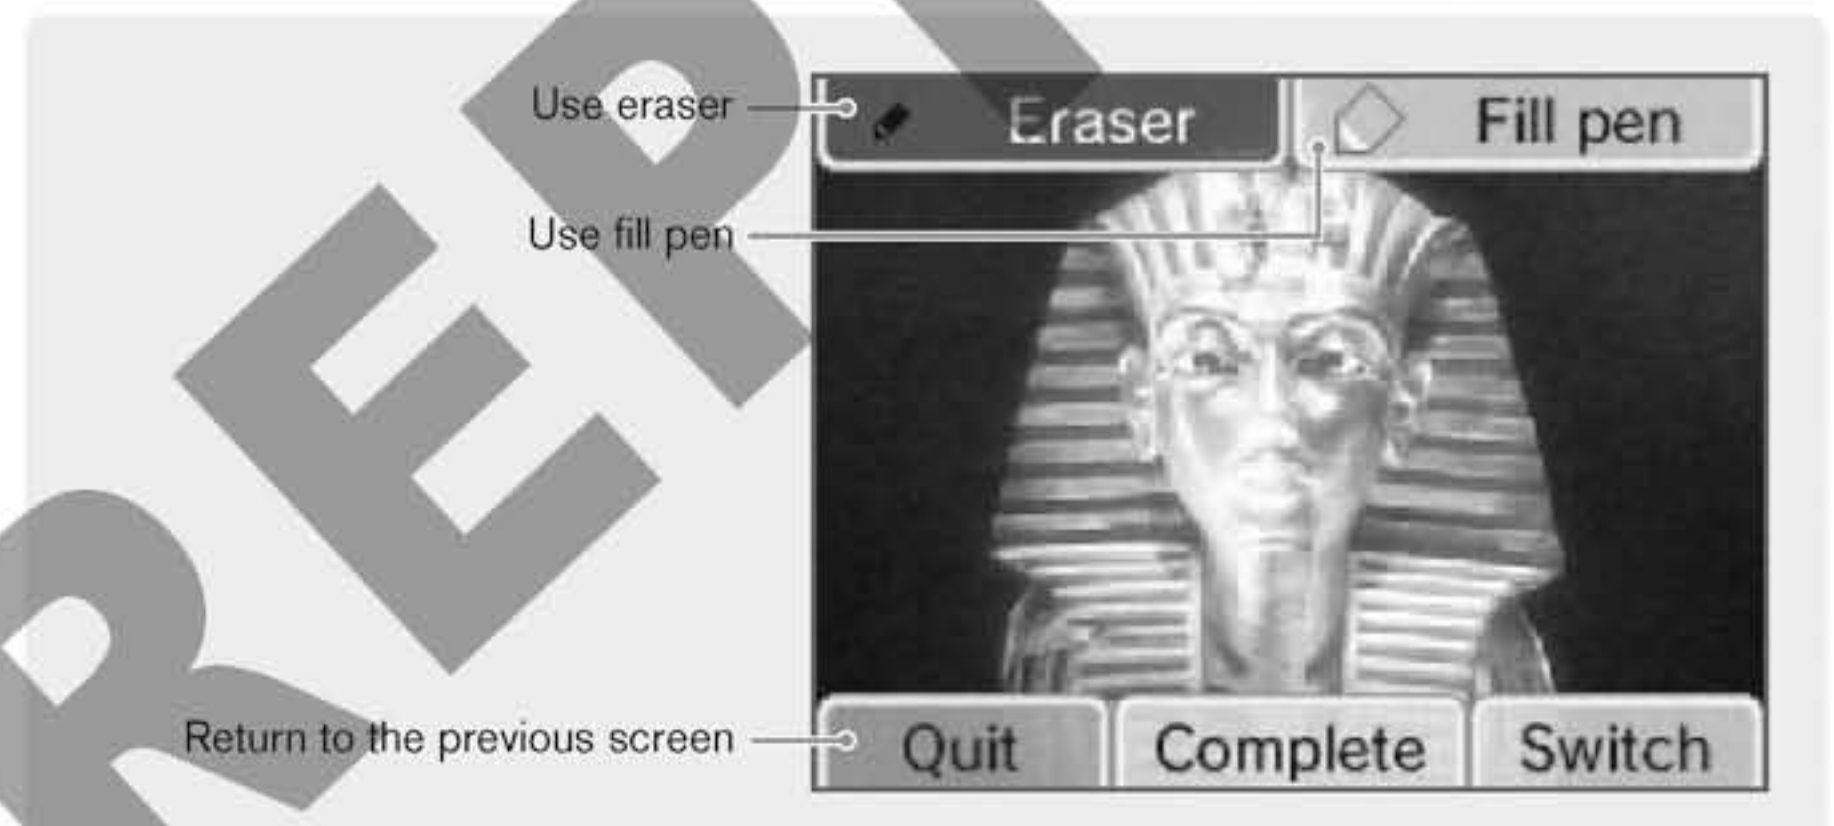 Use eraser
Eraser
Fill pen
Use fill pen
Return to the previous screen
Quit
Complete
Switch
REP